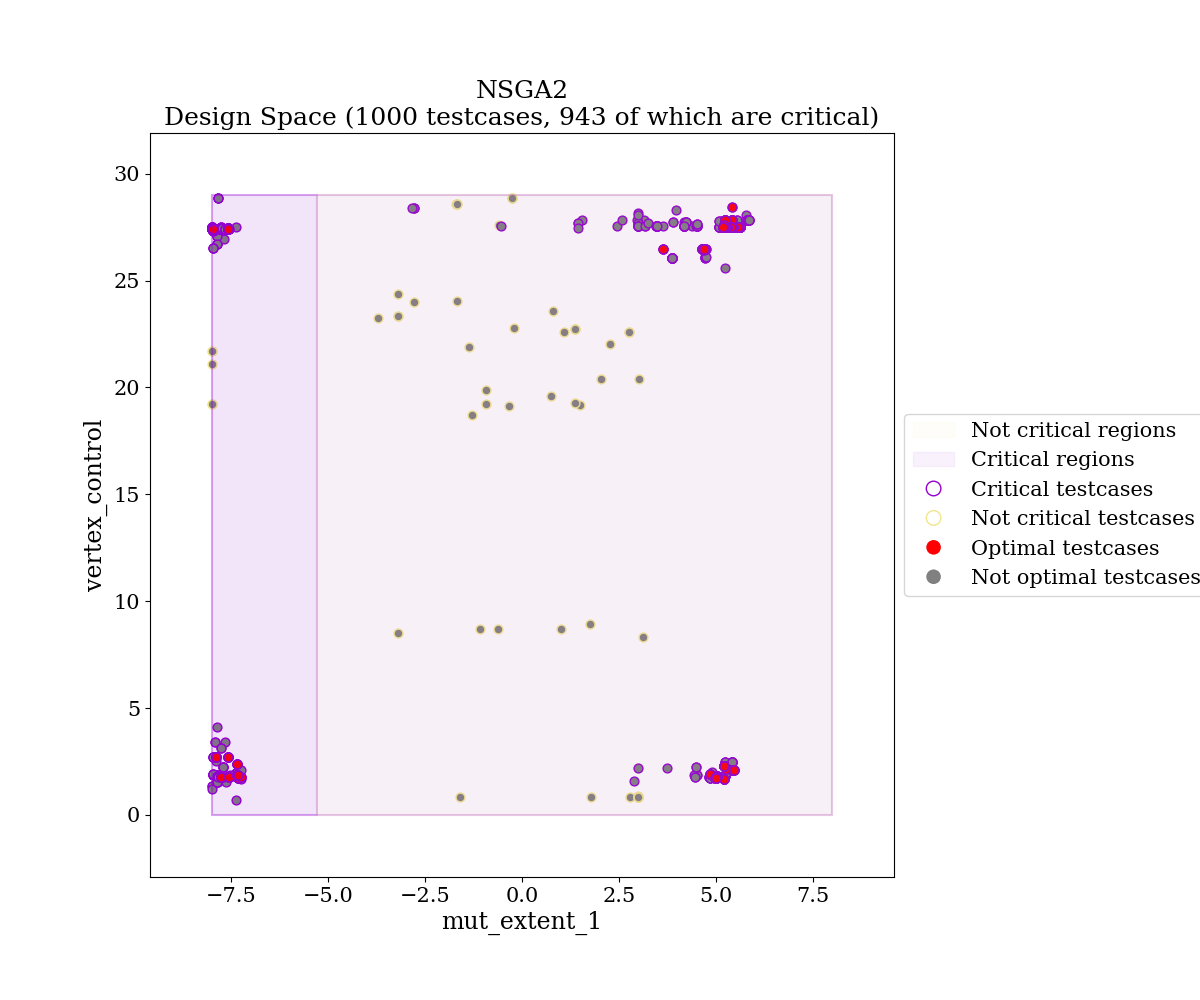 NSGA2
Design Space (1000 testcases, 943 of which are critical)
30
25
20
15
10
5
0
vertex_control
−7.5
−5.0
−2.5
0.0
2.5
5.0
7.5
mut_extent_1
Not critical regions
Critical regions
Critical testcases
Not critical testcases
Optimal testcases
Not optimal testcases